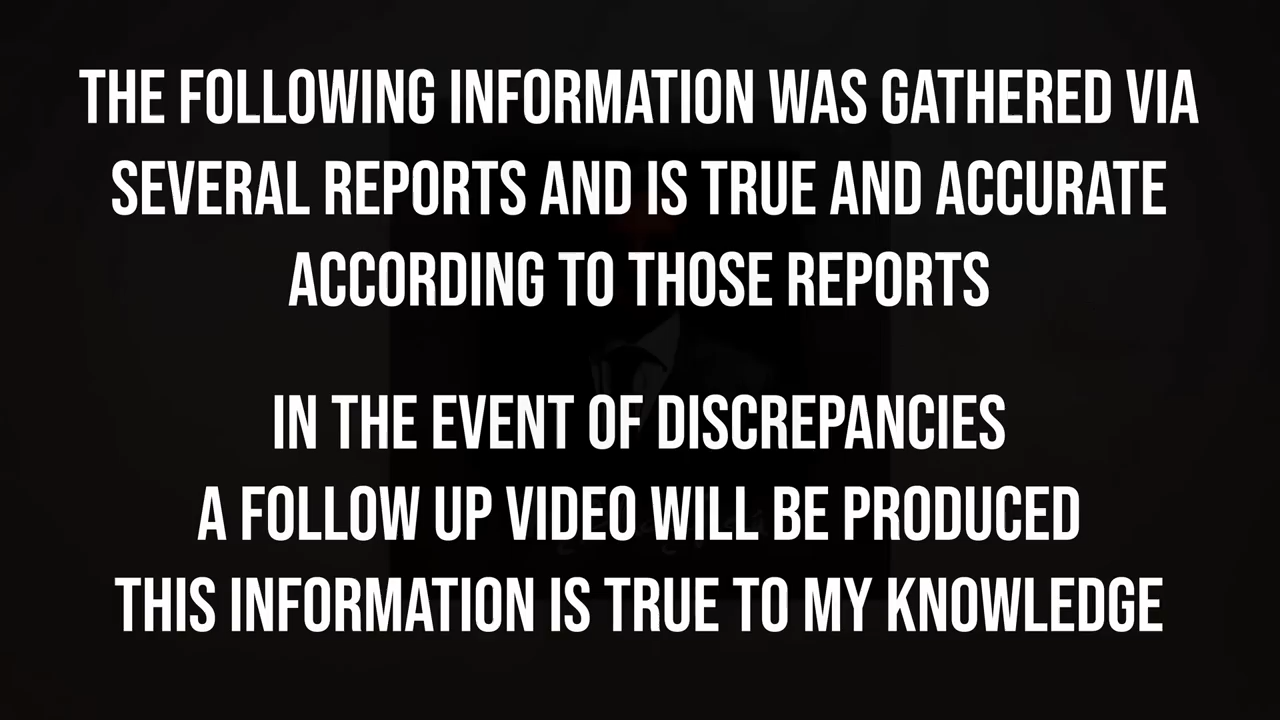 THE FOLLOWING INFORMATION WAS GATHERED VIA
SEVERAL REPORTS AND IS TRUE AND ACCURATE
ACCORDING TO THOSE REPORTS
IN THE EVENT OF DISCREPANCIES
A FOLLOW UP VIDEO WILL BE PRODUCED
THIS INFORMATION IS TRUE TO MY KNOWLEDGE